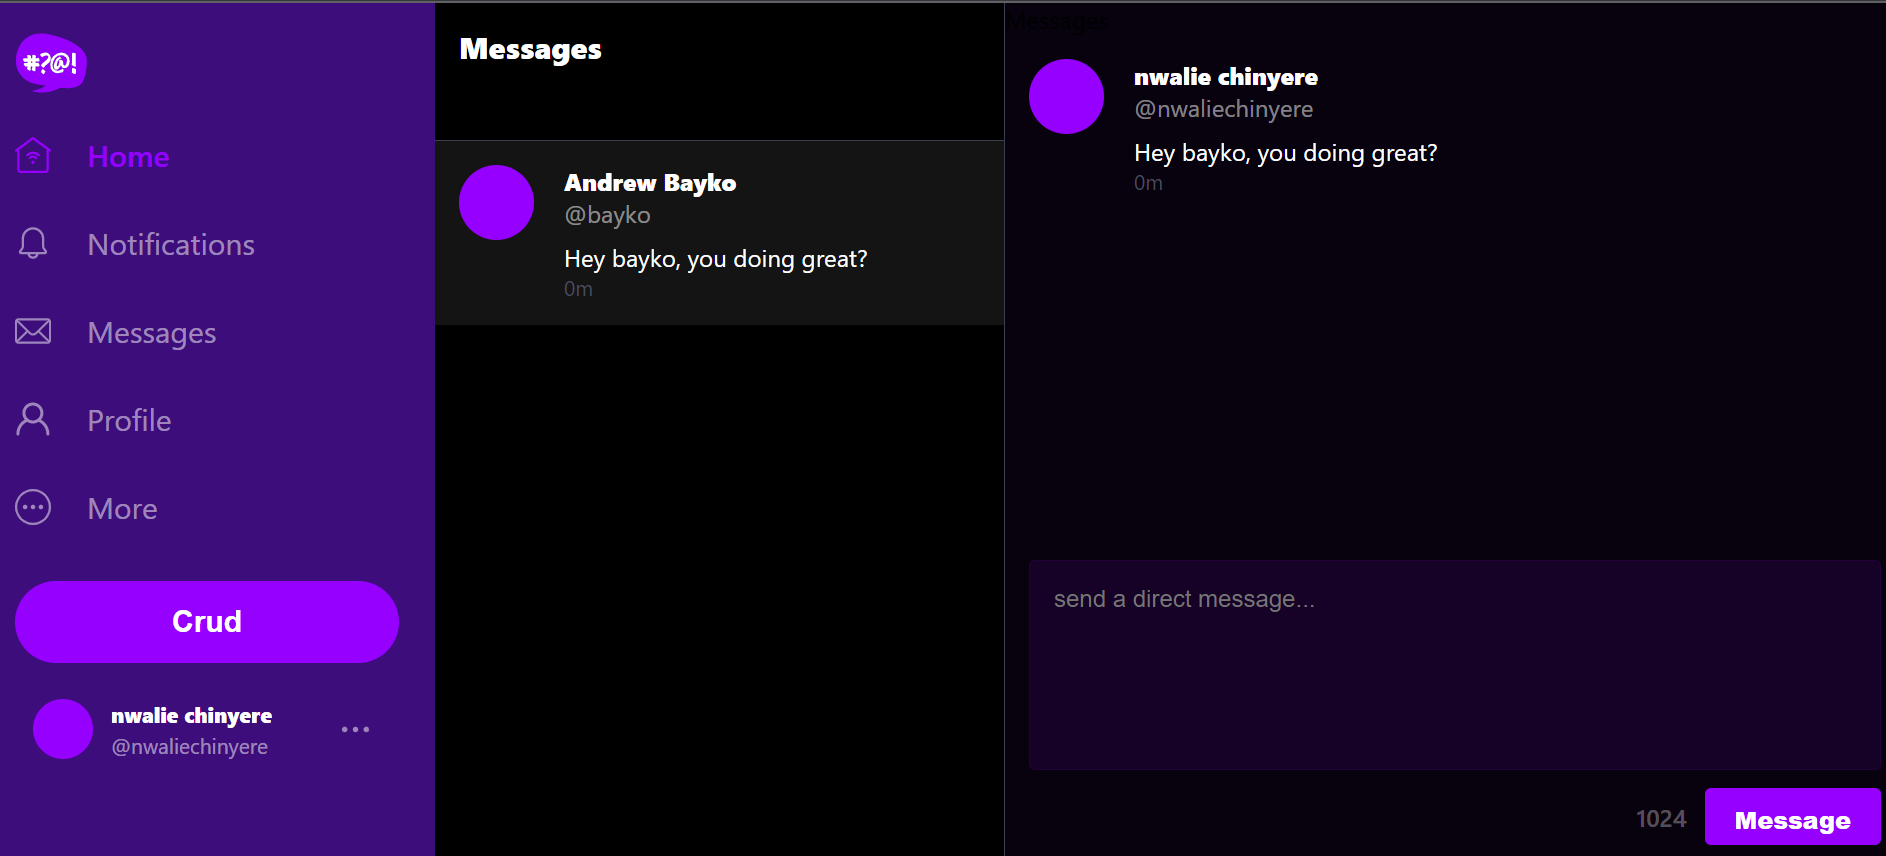 #?@!
Home
Notifications
Messages
Profile
More
Crud
nwalie chinyere
@nwaliechinyere
Messages
Andrew Bayko
@bayko
Hey bayko, you doing great?
0m
Messages
nwalie chinyere
@nwaliechinyere
Hey bayko, you doing great?
0m
send a direct message...
1024
Message